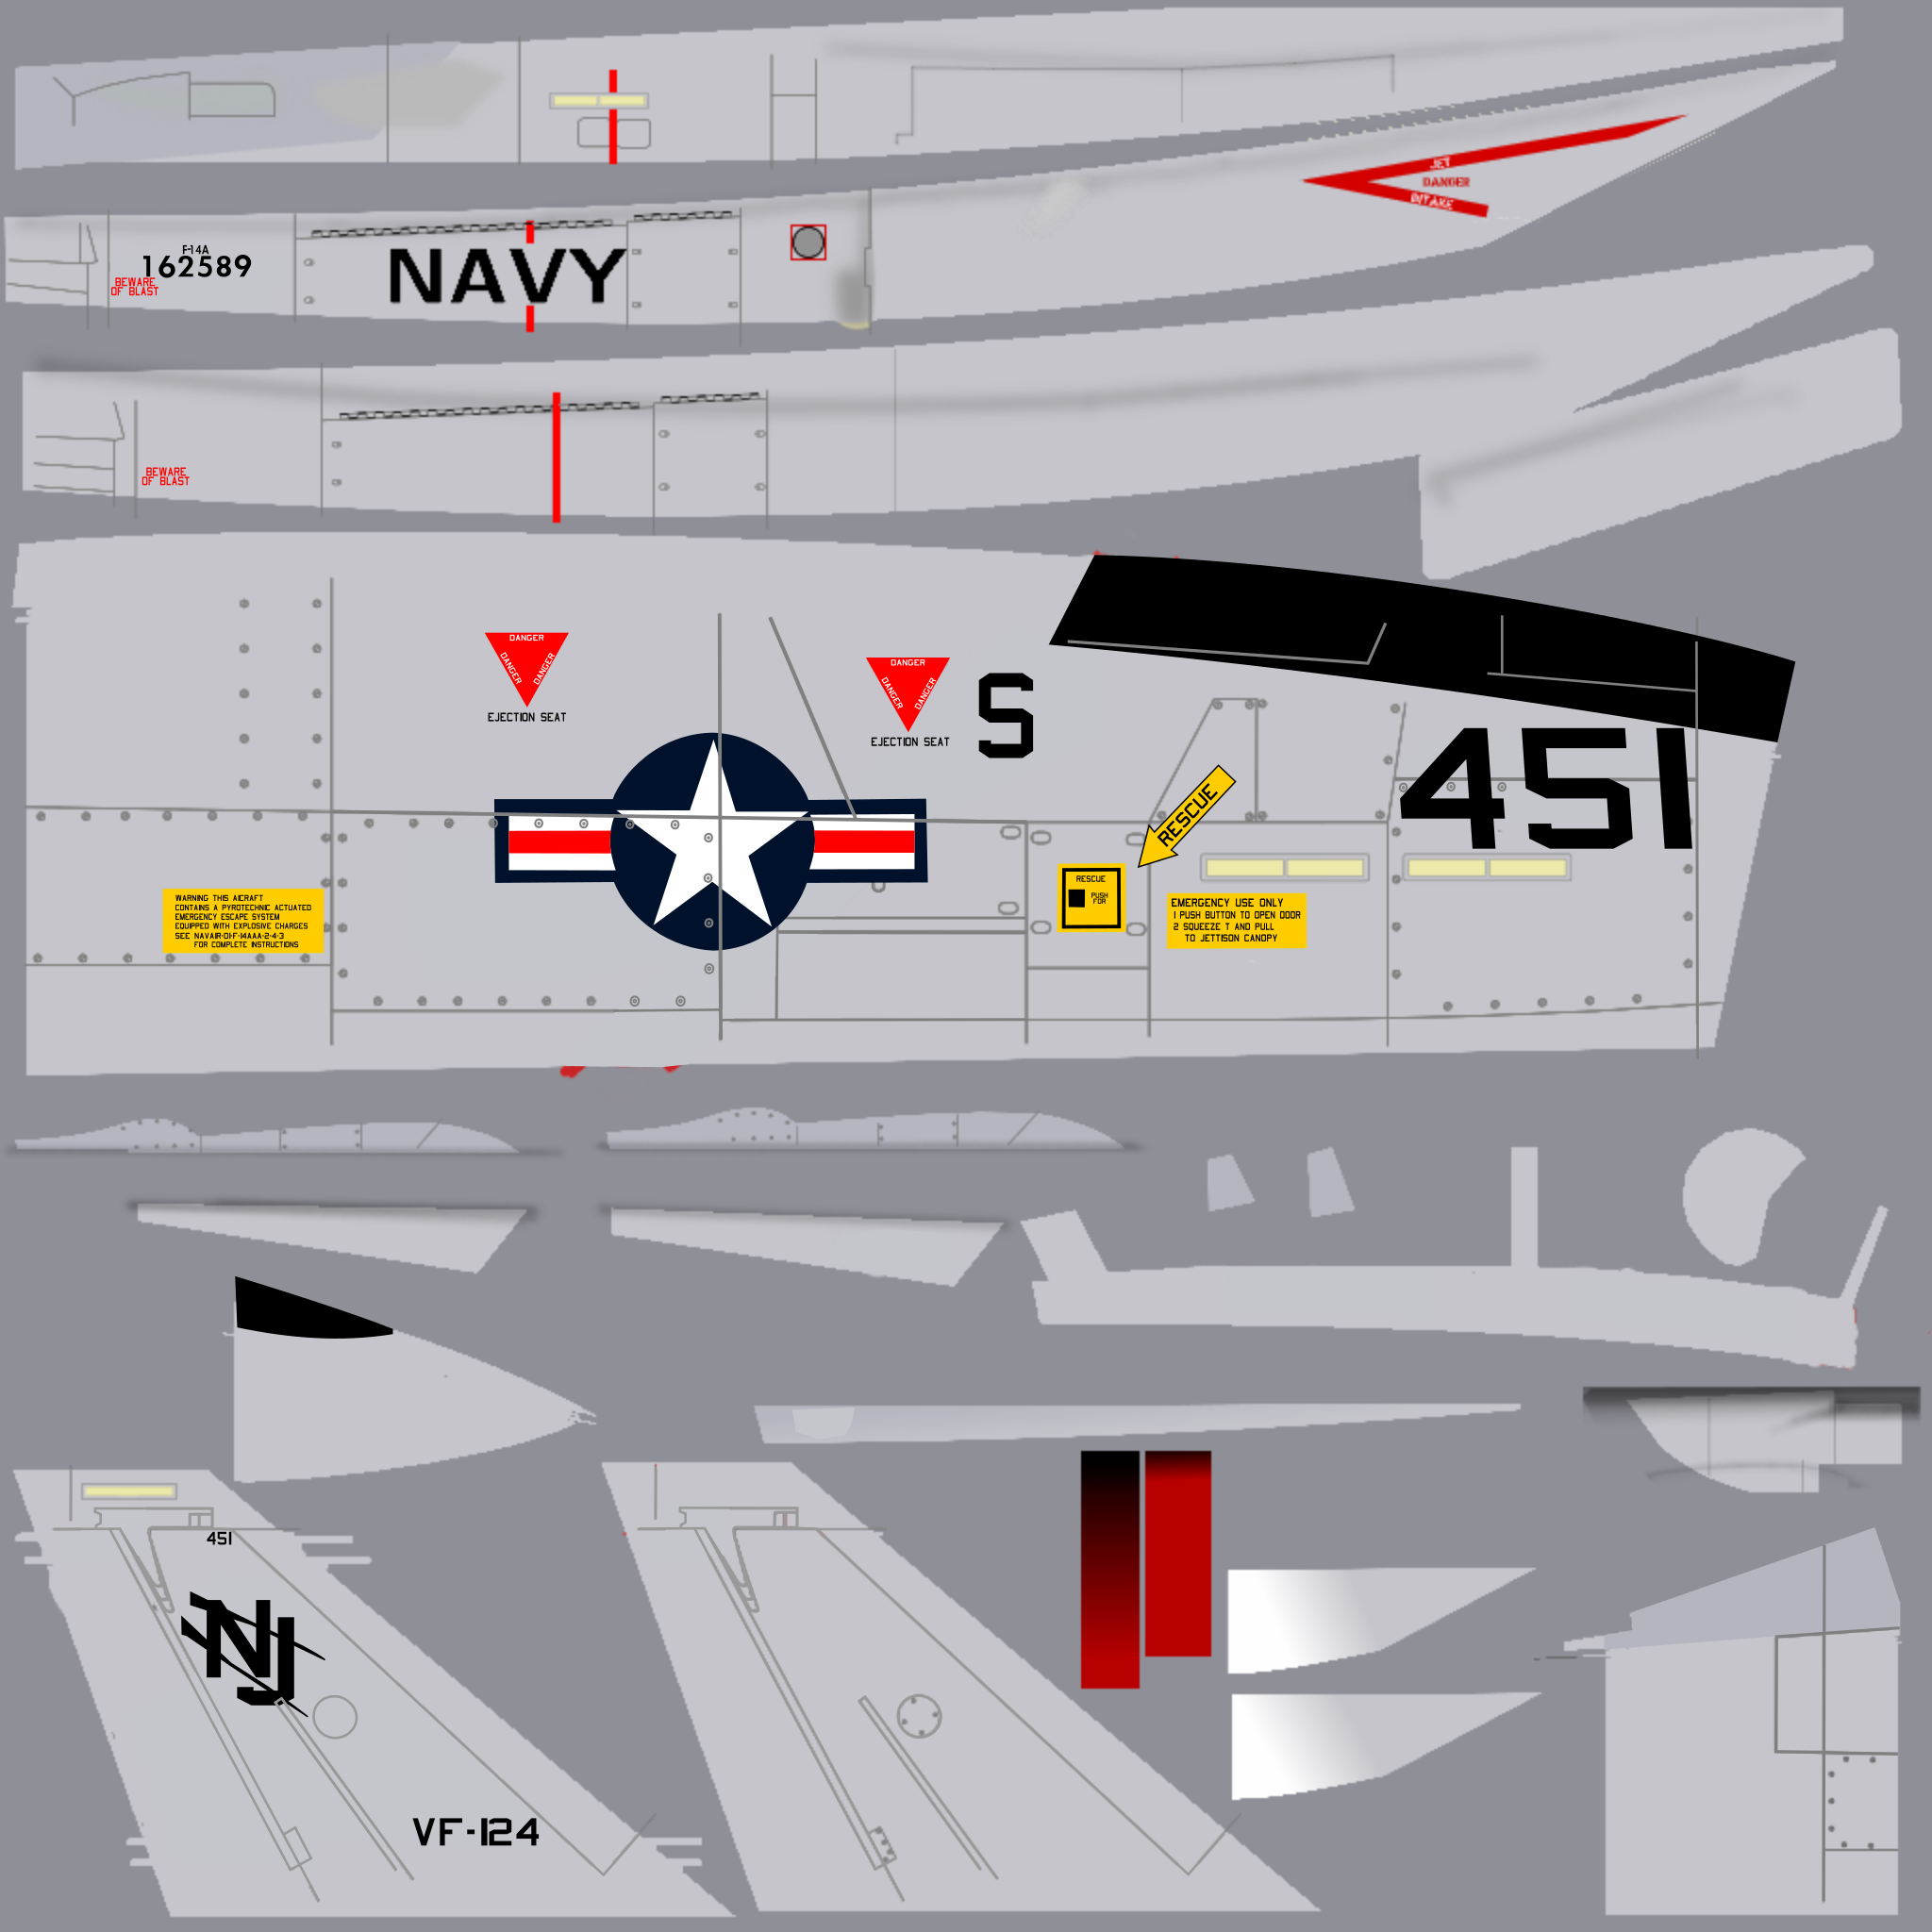 JET
DANGER
INTAKE
F-14A
162589
BEWARE
OF BLAST
NAVY
BEWARE
OF BLAST
DANGER
DANGER
DANGER
EJECTION SEAT
DANGER
DANGER
DANGER
EJECTION SEAT
S
451
RESCUE
RESCUE
PUSH
FOR
WARNING THIS AICRAFT
CONTAINS A PYROTECHNIC ACTUATED
EMERGENCY ESCAPE SYSTEM
EQUIPPED WITH EXPLOSIVE CHARGES
SEE NAVAIR-01-F-14AAA-2-4-3
FOR COMPLETE INSTRUCTIONS
EMERGENCY USE ONLY
1 PUSH BUTTON TO OPEN DOOR
2 SQUEEZE T AND PULL
TO JETTISON CANOPY
451
NJ
VF-124